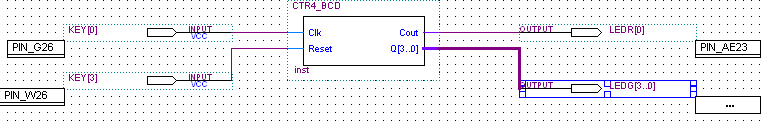 CTR4_BCD
KEY[0] INPUT VCC
Clk Cout
OUTPUT LEDR[0]
PIN_G26
Reset Q[3..0]
PIN_AE23
inst
KEY[3] INPUT VCC
OUTPUT LEDG[3..0]
PIN_W26
...